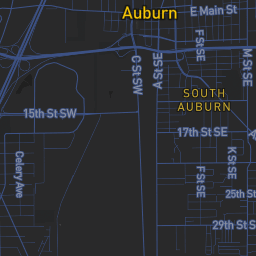 Auburn
E Main St
F St SE
M St SE
C St SW
A St SE
SOUTH
AUBURN
15th St SW
17th St SE
Celery Ave
F St SE
K St SE
25th St
29th St S